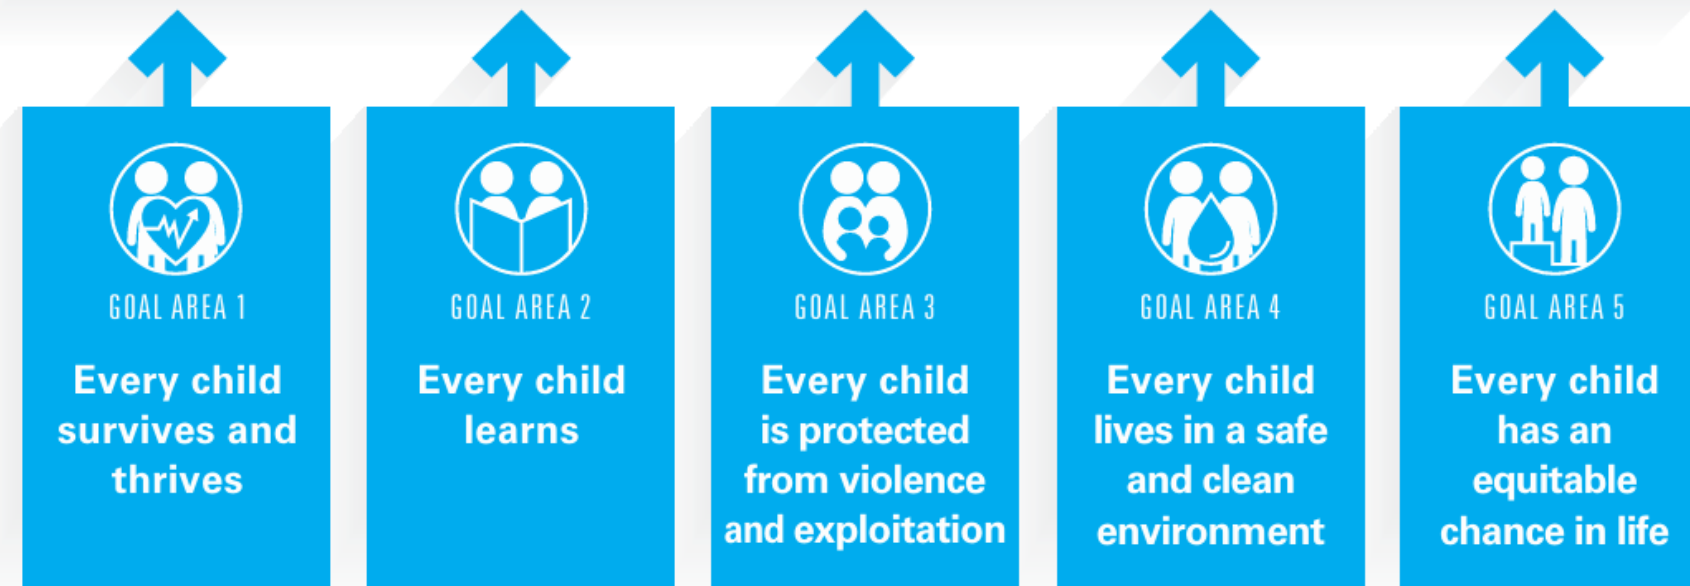 GOAL AREA 1
Every child
survives and
thrives
GOAL AREA 2
Every child
learns
GOAL AREA 3
Every child
is protected
from violence
and exploitation
GOAL AREA 4
Every child
lives in a safe
and clean
environment
GOAL AREA 5
Every child
has an
equitable
chance in life